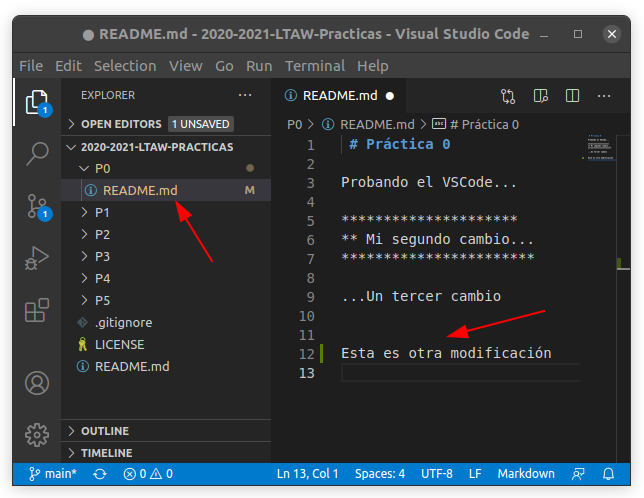 ● README.md - 2020-2021-LTAW-Practicas - Visual Studio Code
File Edit Selection View Go Run Terminal Help
EXPLORER
OPEN EDITORS 1 UNSAVED
2020-2021-LTAW-PRACTICAS
P0
README.md M
P1
P2
P3
P4
P5
.gitignore
LICENSE
README.md
OUTLINE
TIMELINE
1
1
README.md ●
P0 > README.md > # Práctica 0
1 # Práctica 0
2
3 Probando el VSCode...
4
5 *********************
6 ** Mi segundo cambio...
7 ***********************
8
9 ...Un tercer cambio
10
11
12 Esta es otra modificación
13
main* 0 0 Ln 13, Col 1 Spaces: 4 UTF-8 LF Markdown